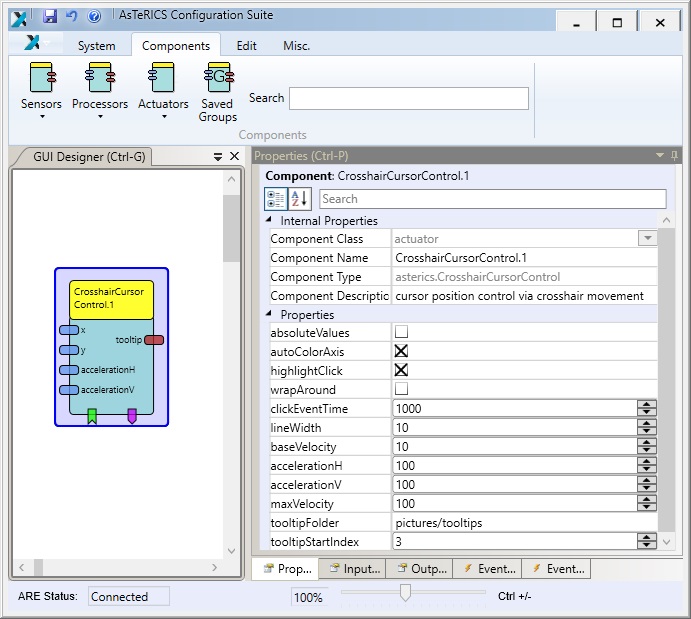 AsTeRICS Configuration Suite
System Components Edit Misc.
Sensors Processors Actuators Saved Groups Search
Components
GUI Designer (Ctrl-G)
CrosshairCursor
Control.1
x
tooltip
y
accelerationH
accelerationV
Properties (Ctrl-P)
Component: CrosshairCursorControl.1
Search
Internal Properties
Component Class actuator
Component Name CrosshairCursorControl.1
Component Type asterics.CrosshairCursorControl
Component Descriptio cursor position control via crosshair movement
Properties
absoluteValues
autoColorAxis
highlightClick
wrapAround
clickEventTime 1000
lineWidth 10
baseVelocity 10
accelerationH 100
accelerationV 100
maxVelocity 100
tooltipFolder pictures/tooltips
tooltipStartIndex 3
Prop... Input... Outp... Event... Event...
ARE Status: Connected 100% Ctrl +/-